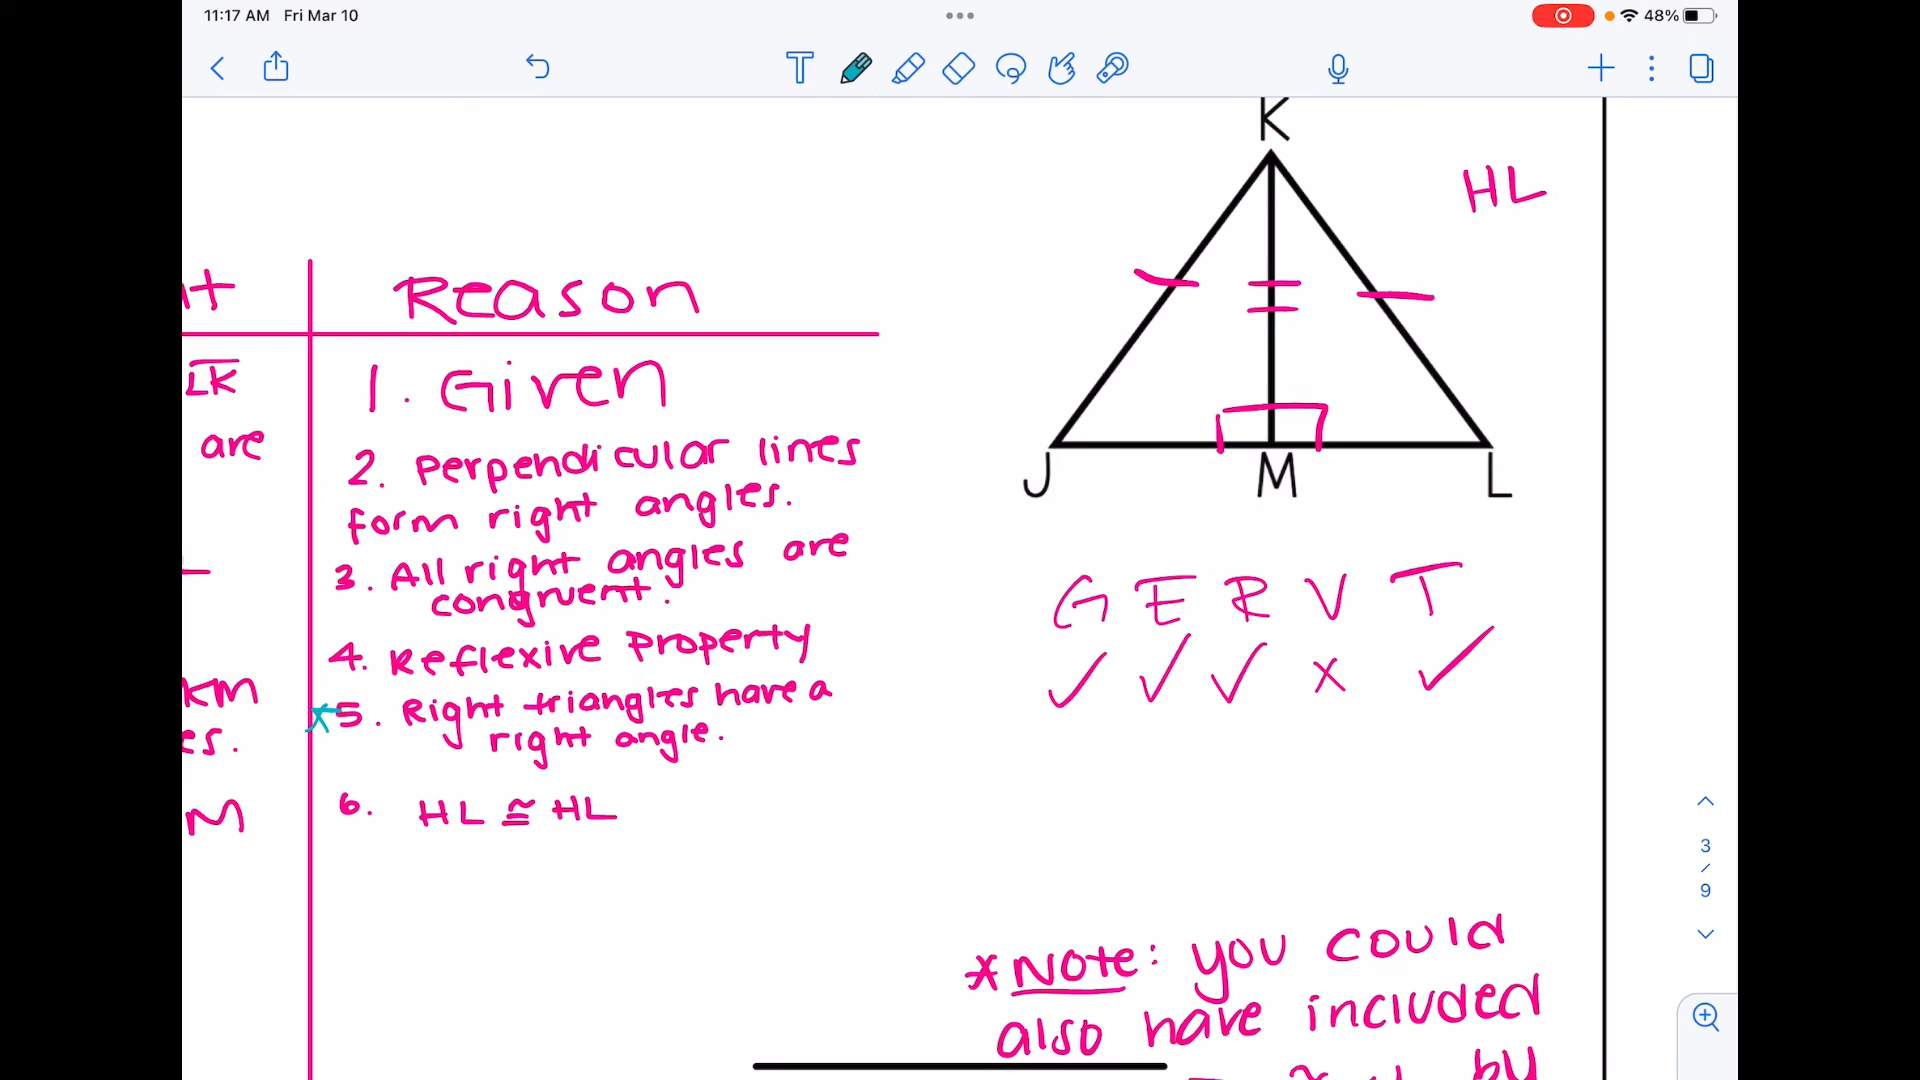 11:17 AM Fri Mar 10
48%
K
HL
Reason
LK
1. Given
are
2. Perpendicular lines
form right angles.
J M L
3. All right angles are
congruent.
G E R V T
✓ ✓ ✓ x ✓
4. Reflexive Property
KM
*5. Right triangles have a
right angle.
M
6. HL ≅ HL
3
/
9
*Note: you could
also have included
by